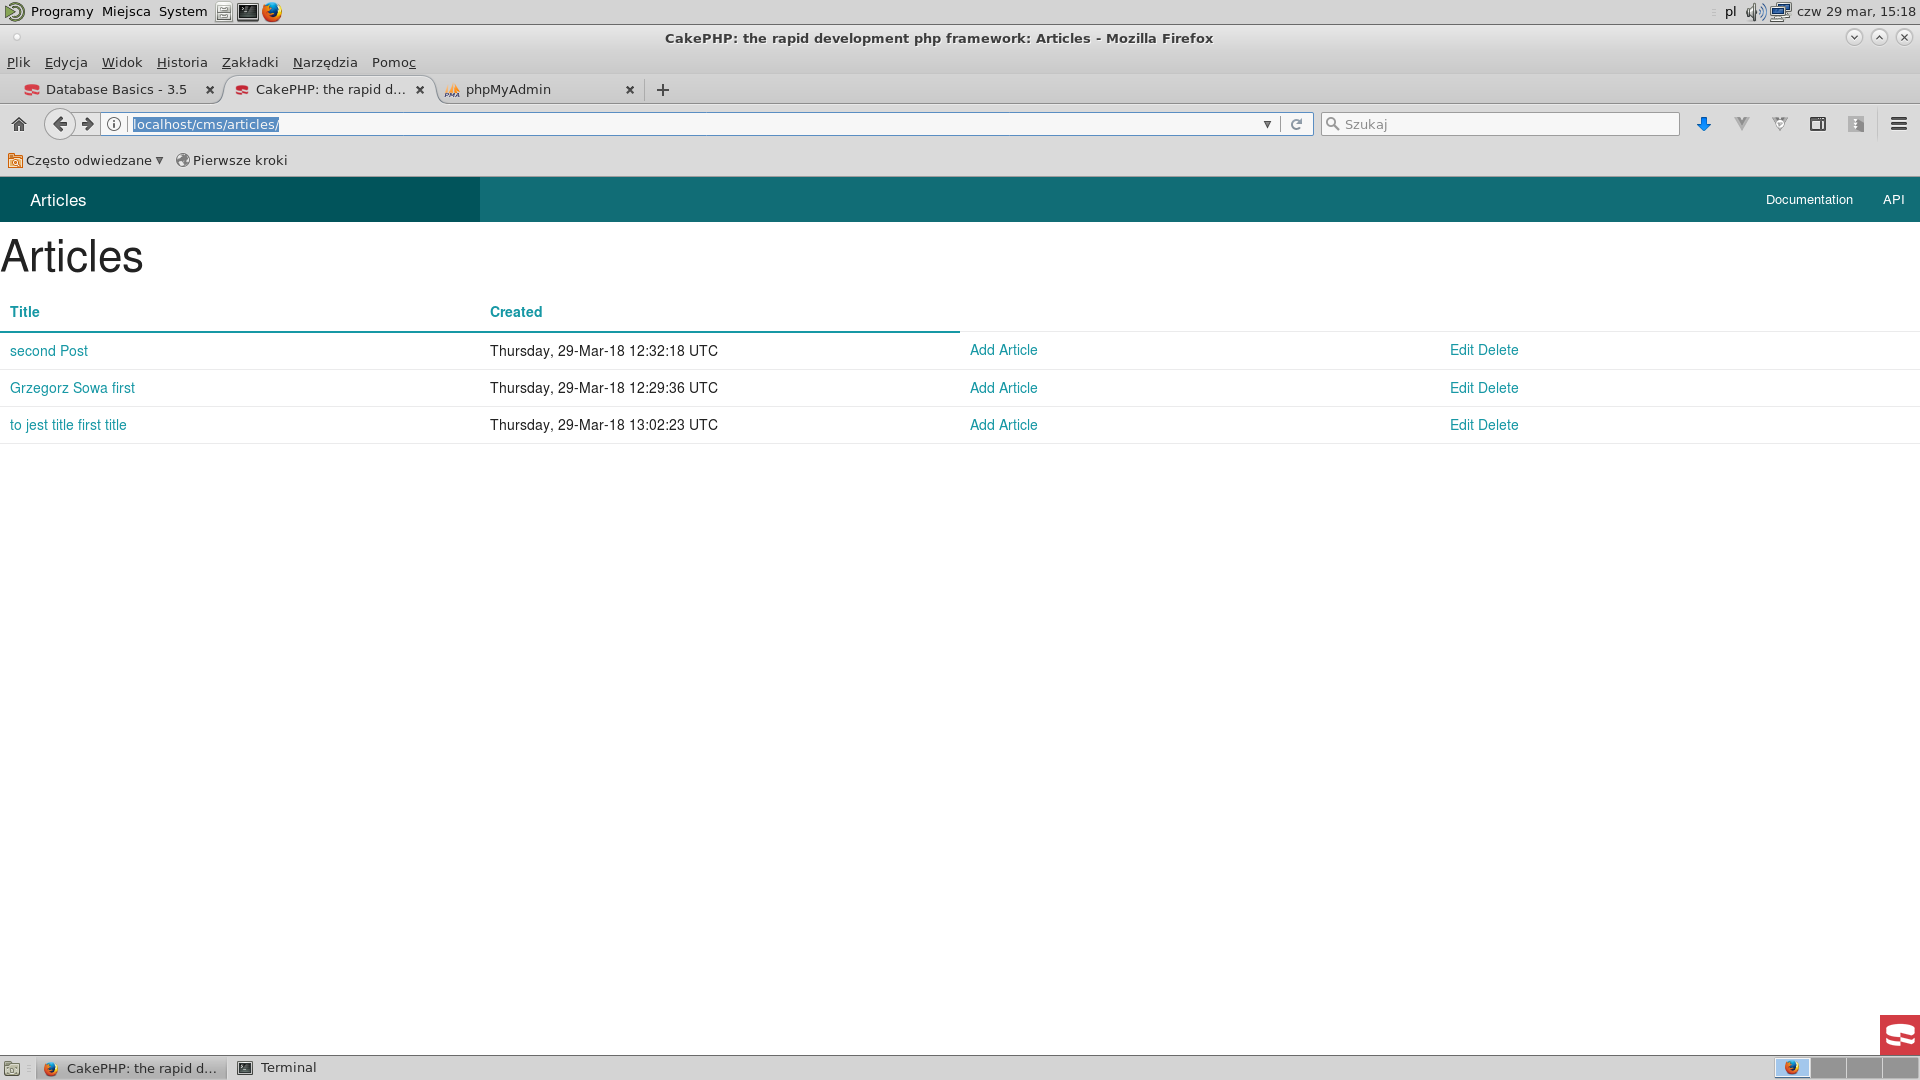 Programy Miejsca System pl czw 29 mar, 15:18
CakePHP: the rapid development php framework: Articles - Mozilla Firefox
Plik Edycja Widok Historia Zakładki Narzędzia Pomoc
Database Basics - 3.5 CakePHP: the rapid d... phpMyAdmin
localhost/cms/articles/ Szukaj
Często odwiedzane Pierwsze kroki
Articles Documentation API
Articles
Title Created
second Post Thursday, 29-Mar-18 12:32:18 UTC Add Article Edit Delete
Grzegorz Sowa first Thursday, 29-Mar-18 12:29:36 UTC Add Article Edit Delete
to jest title first title Thursday, 29-Mar-18 13:02:23 UTC Add Article Edit Delete
CakePHP: the rapid d... Terminal